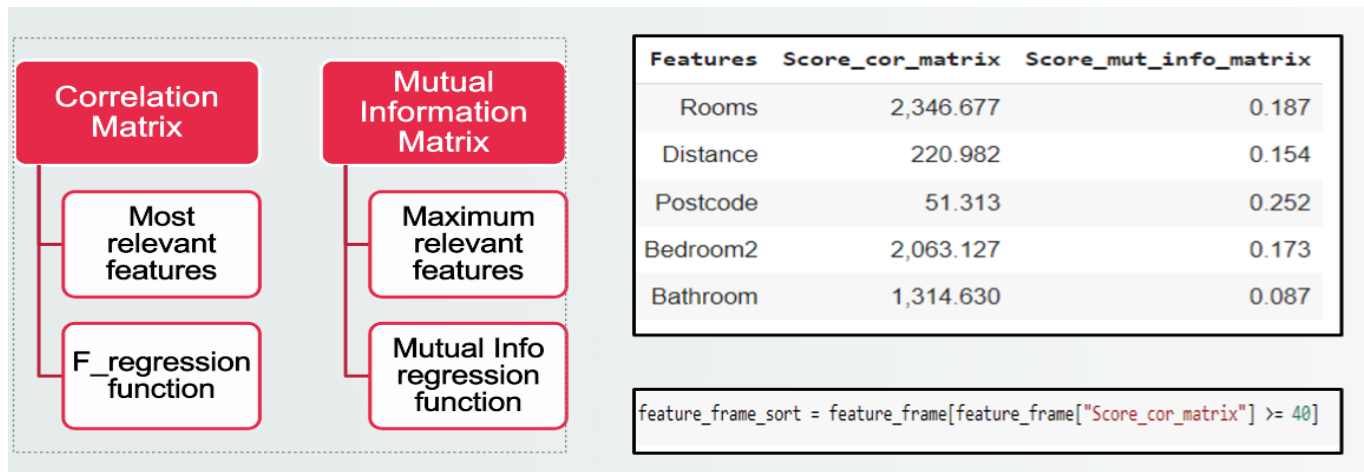 Correlation
Matrix
Most
relevant
features
F_regression
function
Mutual
Information
Matrix
Maximum
relevant
features
Mutual Info
regression
function
Features Score_cor_matrix Score_mut_info_matrix
Rooms 2,346.677 0.187
Distance 220.982 0.154
Postcode 51.313 0.252
Bedroom2 2,063.127 0.173
Bathroom 1,314.630 0.087
feature_frame_sort = feature_frame[feature_frame["Score_cor_matrix"] >= 40]